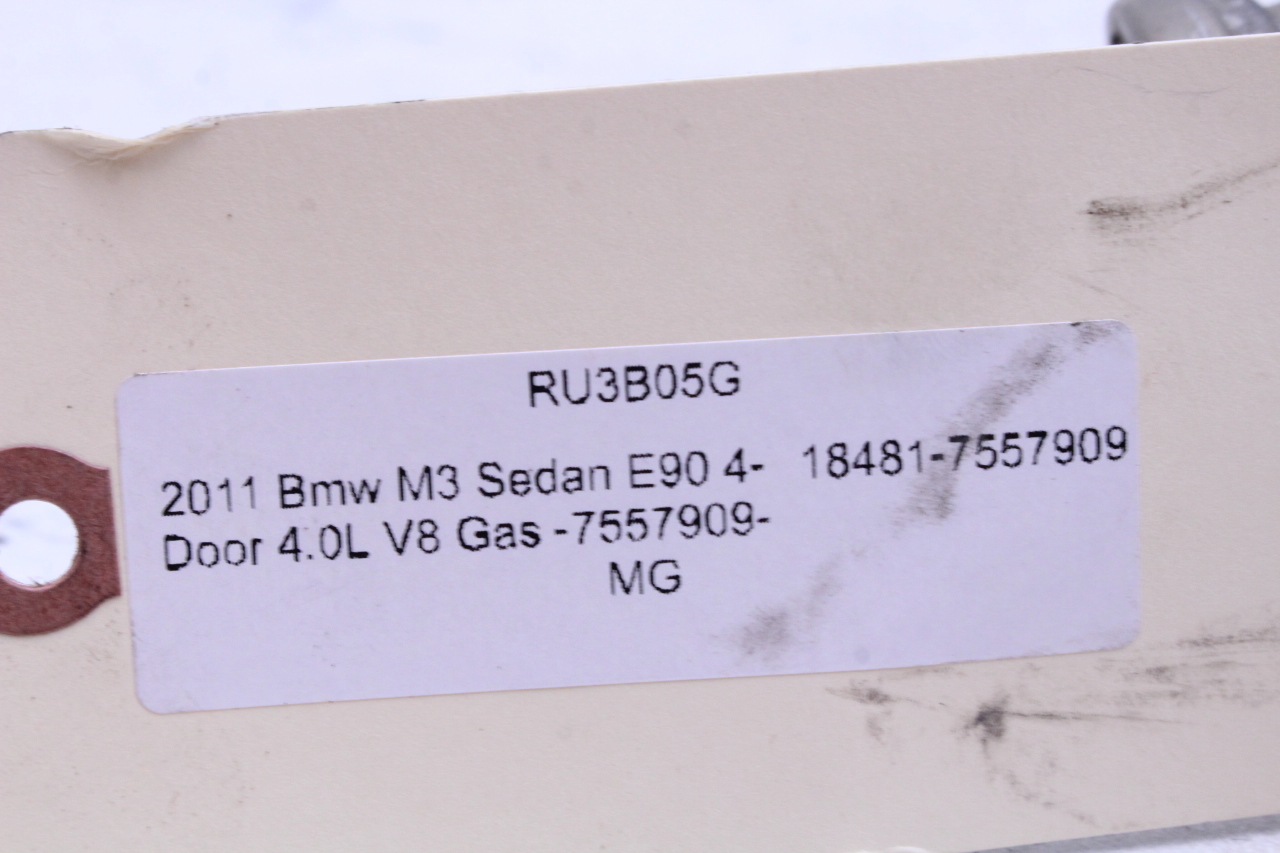 RU3B05G
2011 Bmw M3 Sedan E90 4- 18481-7557909
Door 4.0L V8 Gas -7557909-
MG